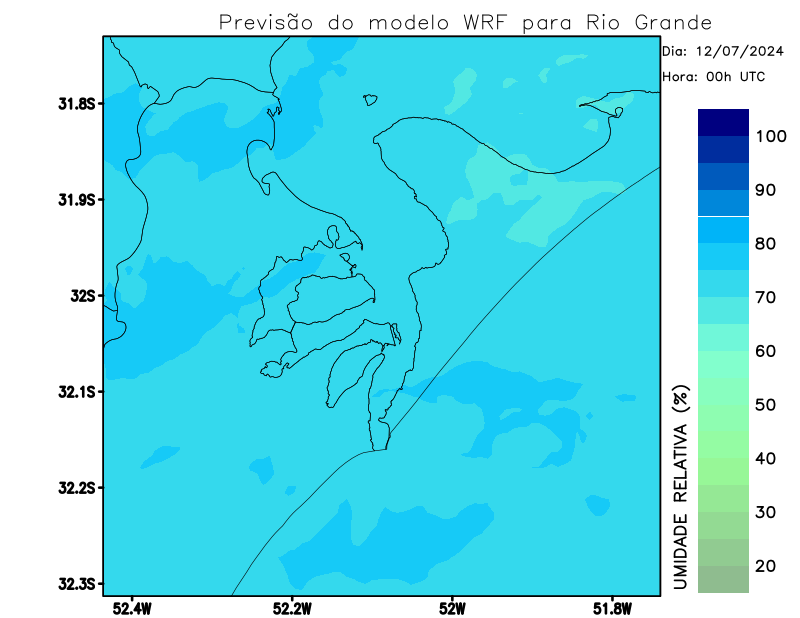 Previsão do modelo WRF para Rio Grande
Dia: 12/07/2024
Hora: 00h UTC
31.8S
31.9S
32S
32.1S
32.2S
32.3S
52.4W
52.2W
52W
51.8W
100
90
80
70
60
50
40
30
20
UMIDADE RELATIVA (%)